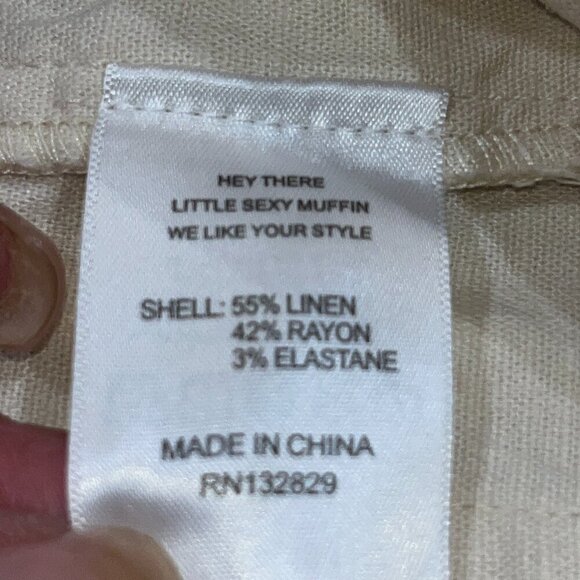 HEY THERE
LITTLE SEXY MUFFIN
WE LIKE YOUR STYLE
SHELL: 55% LINEN
42% RAYON
3% ELASTANE
MADE IN CHINA
RN132829